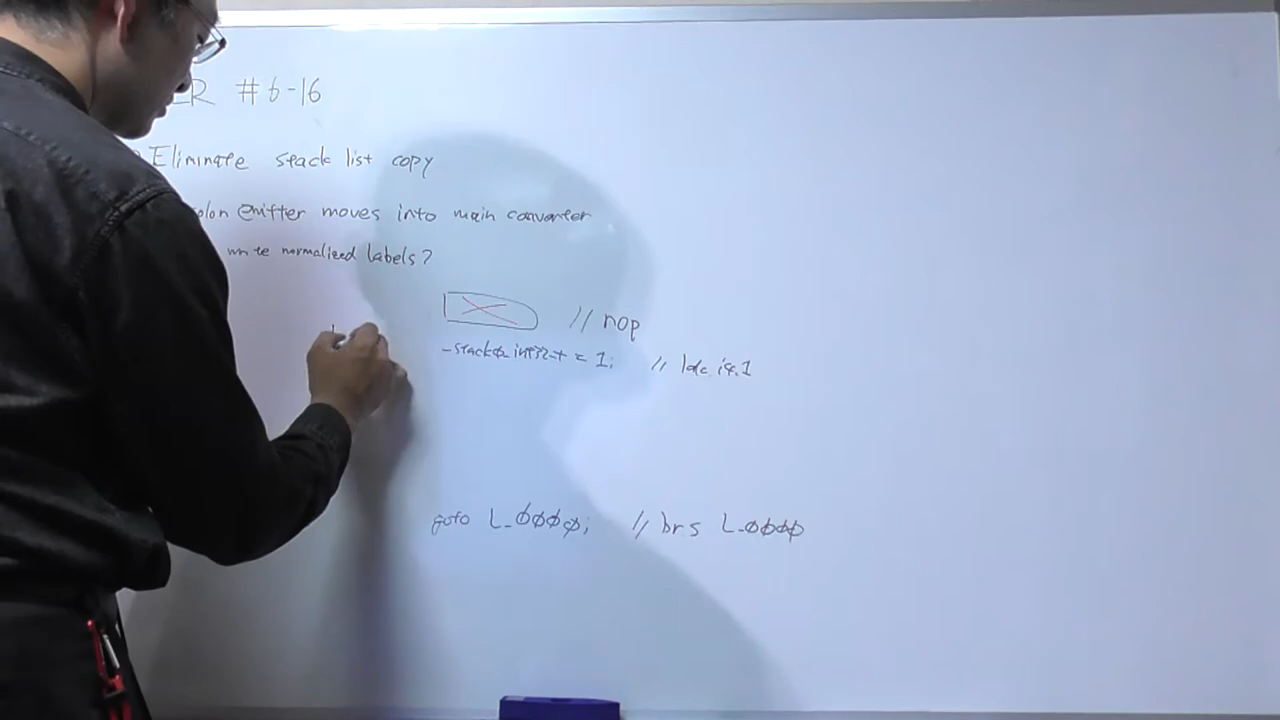 # 6-16
Eliminate stack list copy
emitter moves into main converter
write normalized labels?
// nop
_stack0_int32_t = 1; // ldc.i4.1
goto L_0000; // br.s L_0000